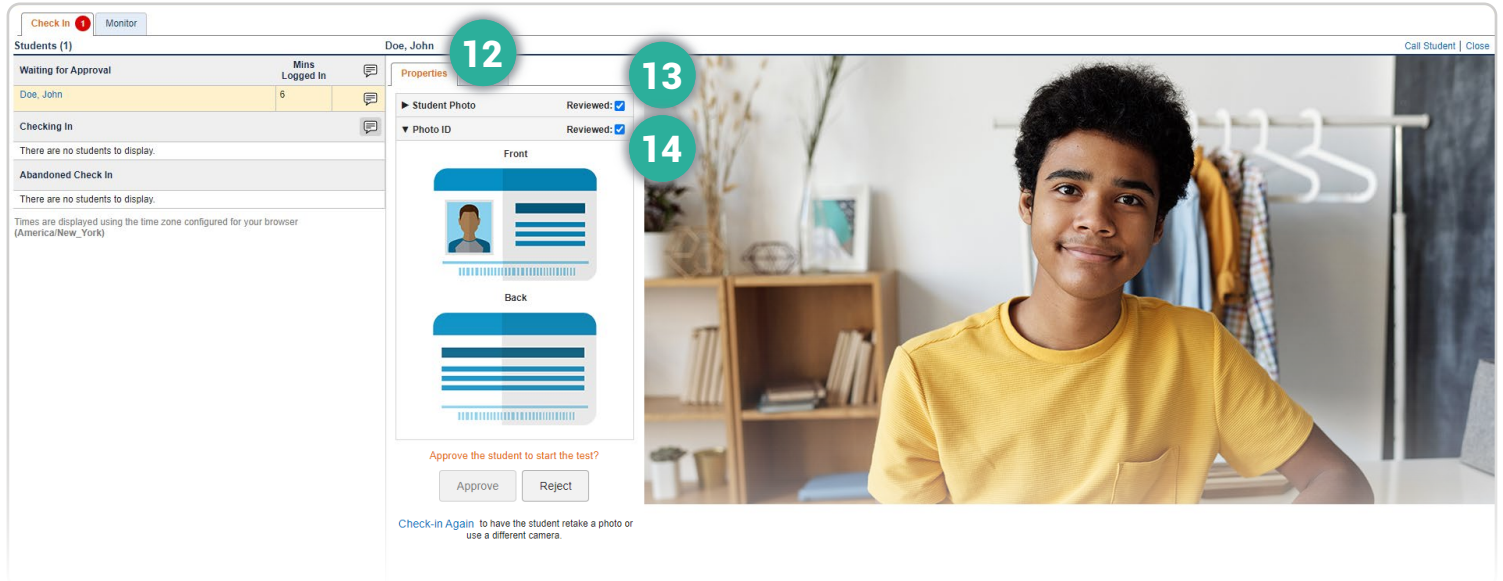 Check In 1 Monitor
Students (1)
Waiting for Approval Mins Logged In
Doe, John 6
Checking In
There are no students to display.
Abandoned Check In
There are no students to display.
Times are displayed using the time zone configured for your browser
(America/New_York)
Doe, John
Call Student | Close
12
Properties
13
▶ Student Photo Reviewed:
▼ Photo ID Reviewed:
14
Front
Back
Approve the student to start the test?
Approve Reject
Check-in Again to have the student retake a photo or
use a different camera.